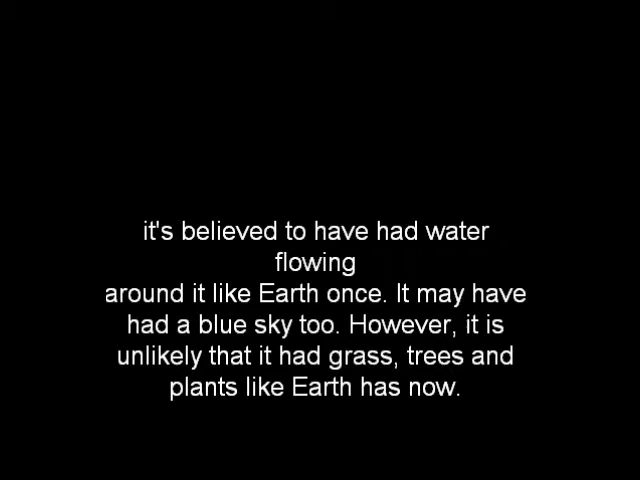 it's believed to have had water
flowing
around it like Earth once. It may have
had a blue sky too. However, it is
unlikely that it had grass, trees and
plants like Earth has now.